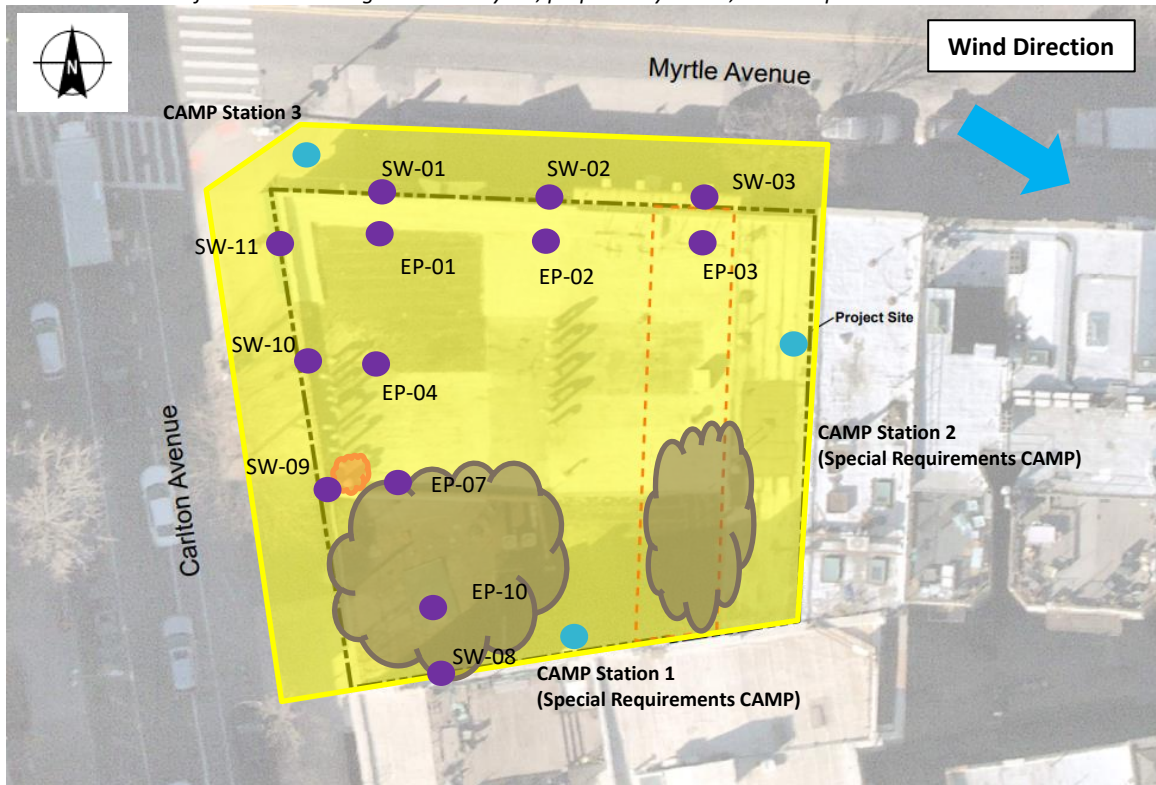 Wind Direction
N
Myrtle Avenue
CAMP Station 3
SW-01
SW-02
SW-03
SW-11
EP-01
EP-02
EP-03
Project Site
SW-10
EP-04
Carlton Avenue
CAMP Station 2
(Special Requirements CAMP)
SW-09
EP-07
EP-10
SW-08
CAMP Station 1
(Special Requirements CAMP)